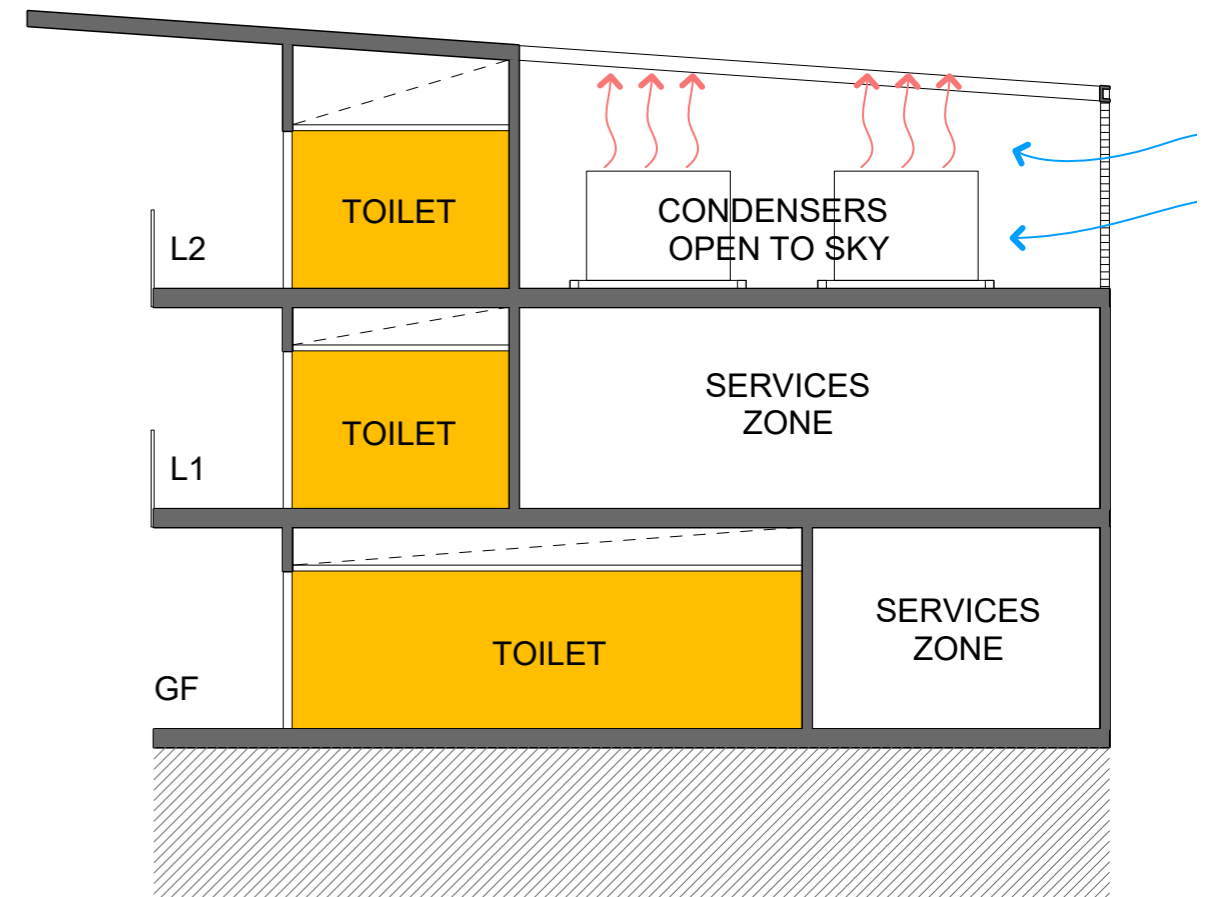 TOILET
CONDENSERS
OPEN TO SKY
L2
TOILET
SERVICES
ZONE
L1
TOILET
SERVICES
ZONE
GF